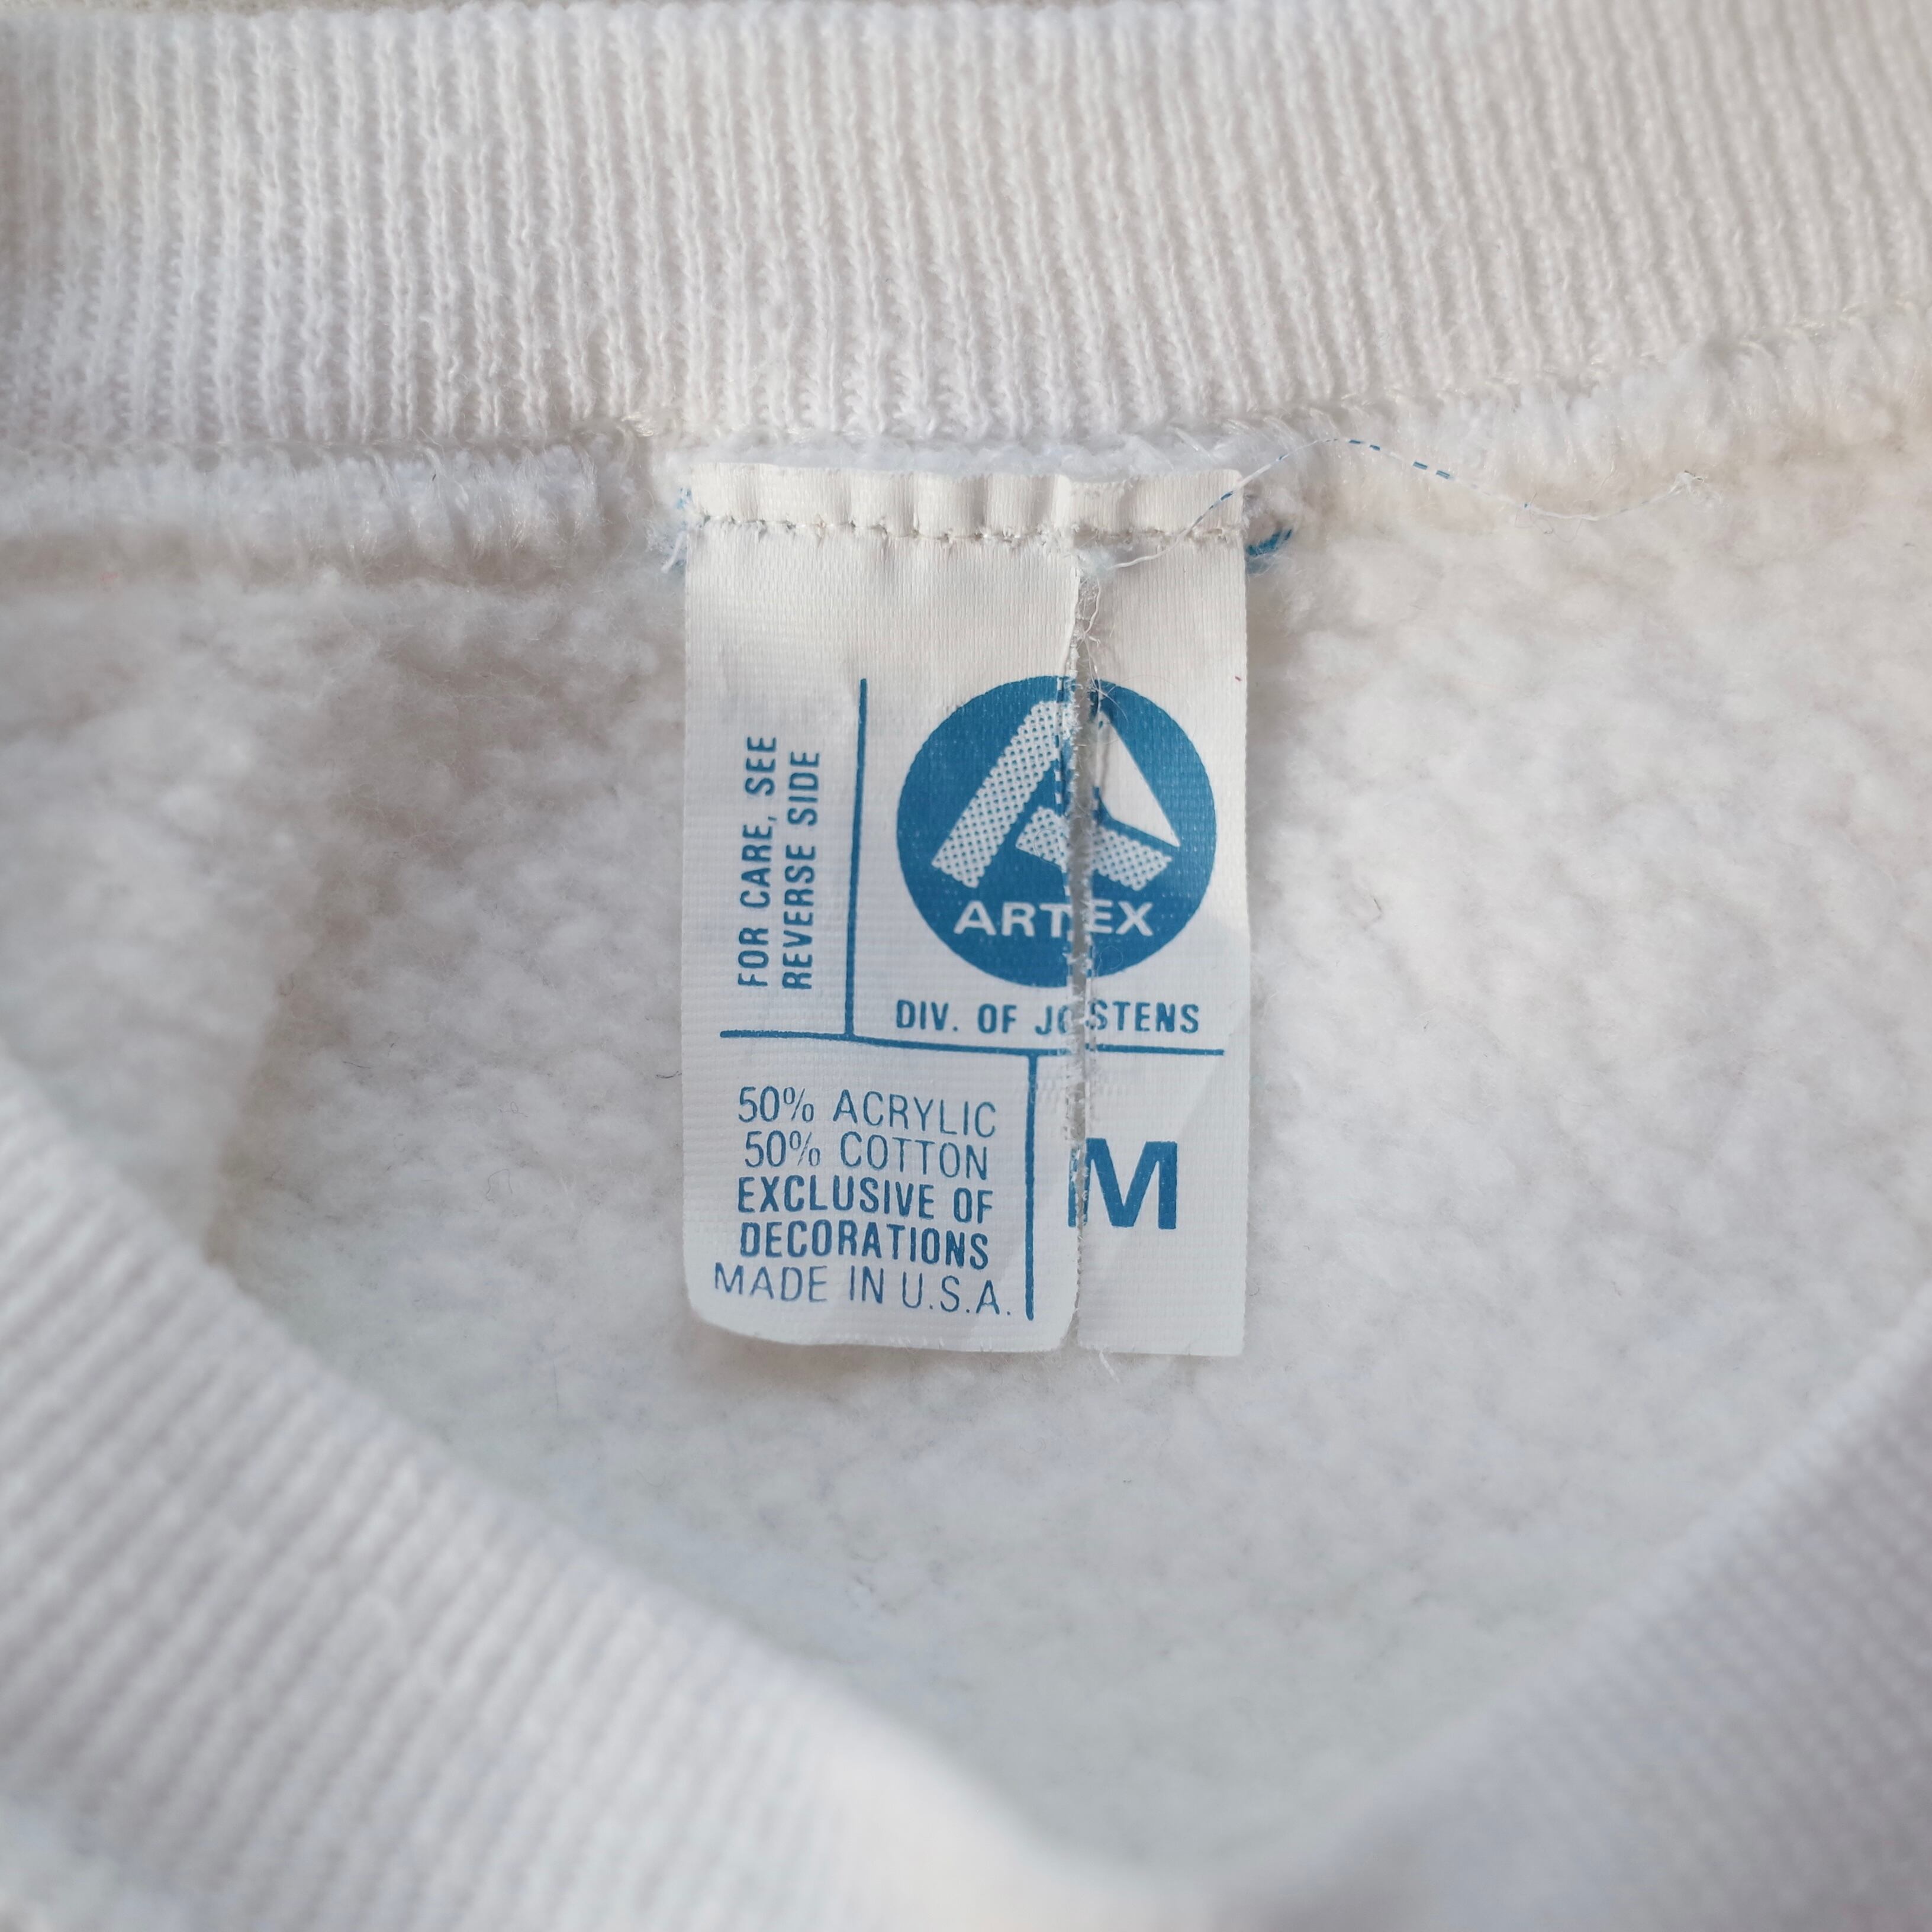 FOR CARE, SEE
REVERSE SIDE
ARTEX
DIV. OF JOSTENS
50% ACRYLIC
50% COTTON
EXCLUSIVE OF
DECORATIONS
MADE IN U.S.A.
M